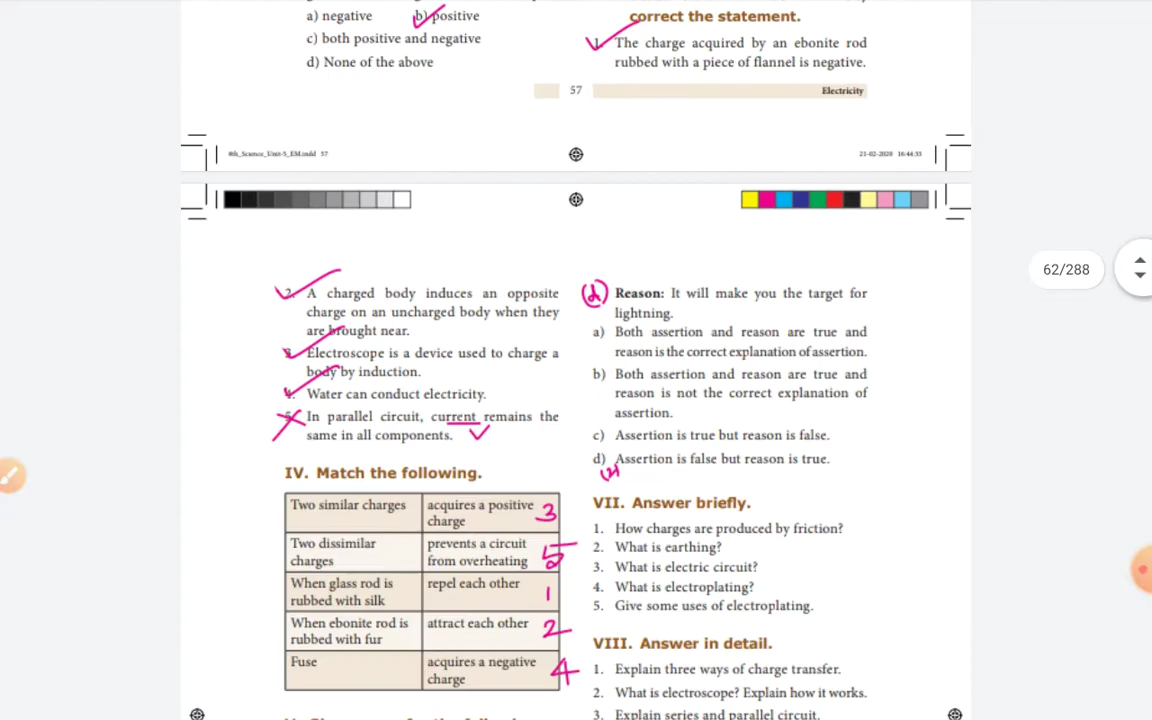 a) negative b) positive
c) both positive and negative
d) None of the above
correct the statement.
1. The charge acquired by an ebonite rod
rubbed with a piece of flannel is negative.
57 Electricity
8th_Science_Unit-5_EM.indd 57 21-02-2020 16:44:33
62/288
2. A charged body induces an opposite
charge on an uncharged body when they
are brought near.
3. Electroscope is a device used to charge a
body by induction.
4. Water can conduct electricity.
5. In parallel circuit, current remains the
same in all components.
IV. Match the following.
Two similar charges
acquires a positive
charge
3
Two dissimilar
charges
prevents a circuit
from overheating
5
When glass rod is
rubbed with silk
repel each other
1
When ebonite rod is
rubbed with fur
attract each other
2
Fuse
acquires a negative
charge
4
(d) Reason: It will make you the target for
lightning.
a) Both assertion and reason are true and
reason is the correct explanation of assertion.
b) Both assertion and reason are true and
reason is not the correct explanation of
assertion.
c) Assertion is true but reason is false.
d) Assertion is false but reason is true.
VII. Answer briefly.
1. How charges are produced by friction?
2. What is earthing?
3. What is electric circuit?
4. What is electroplating?
5. Give some uses of electroplating.
VIII. Answer in detail.
1. Explain three ways of charge transfer.
2. What is electroscope? Explain how it works.
3. Explain series and parallel circuit.